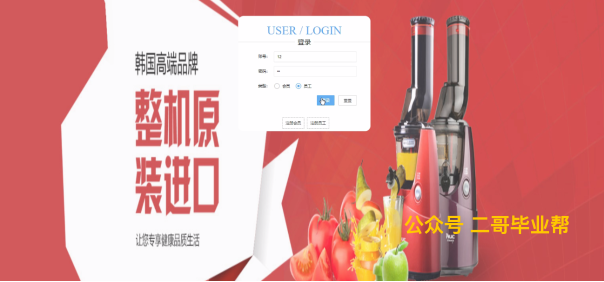 韩国高端品牌
整机原
装进口
让您专享健康品质生活
USER / LOGIN
登录
账号:
密码:
类型: 会员 员工
登录 重置
注册会员 注册员工
公众号 二哥毕业帮